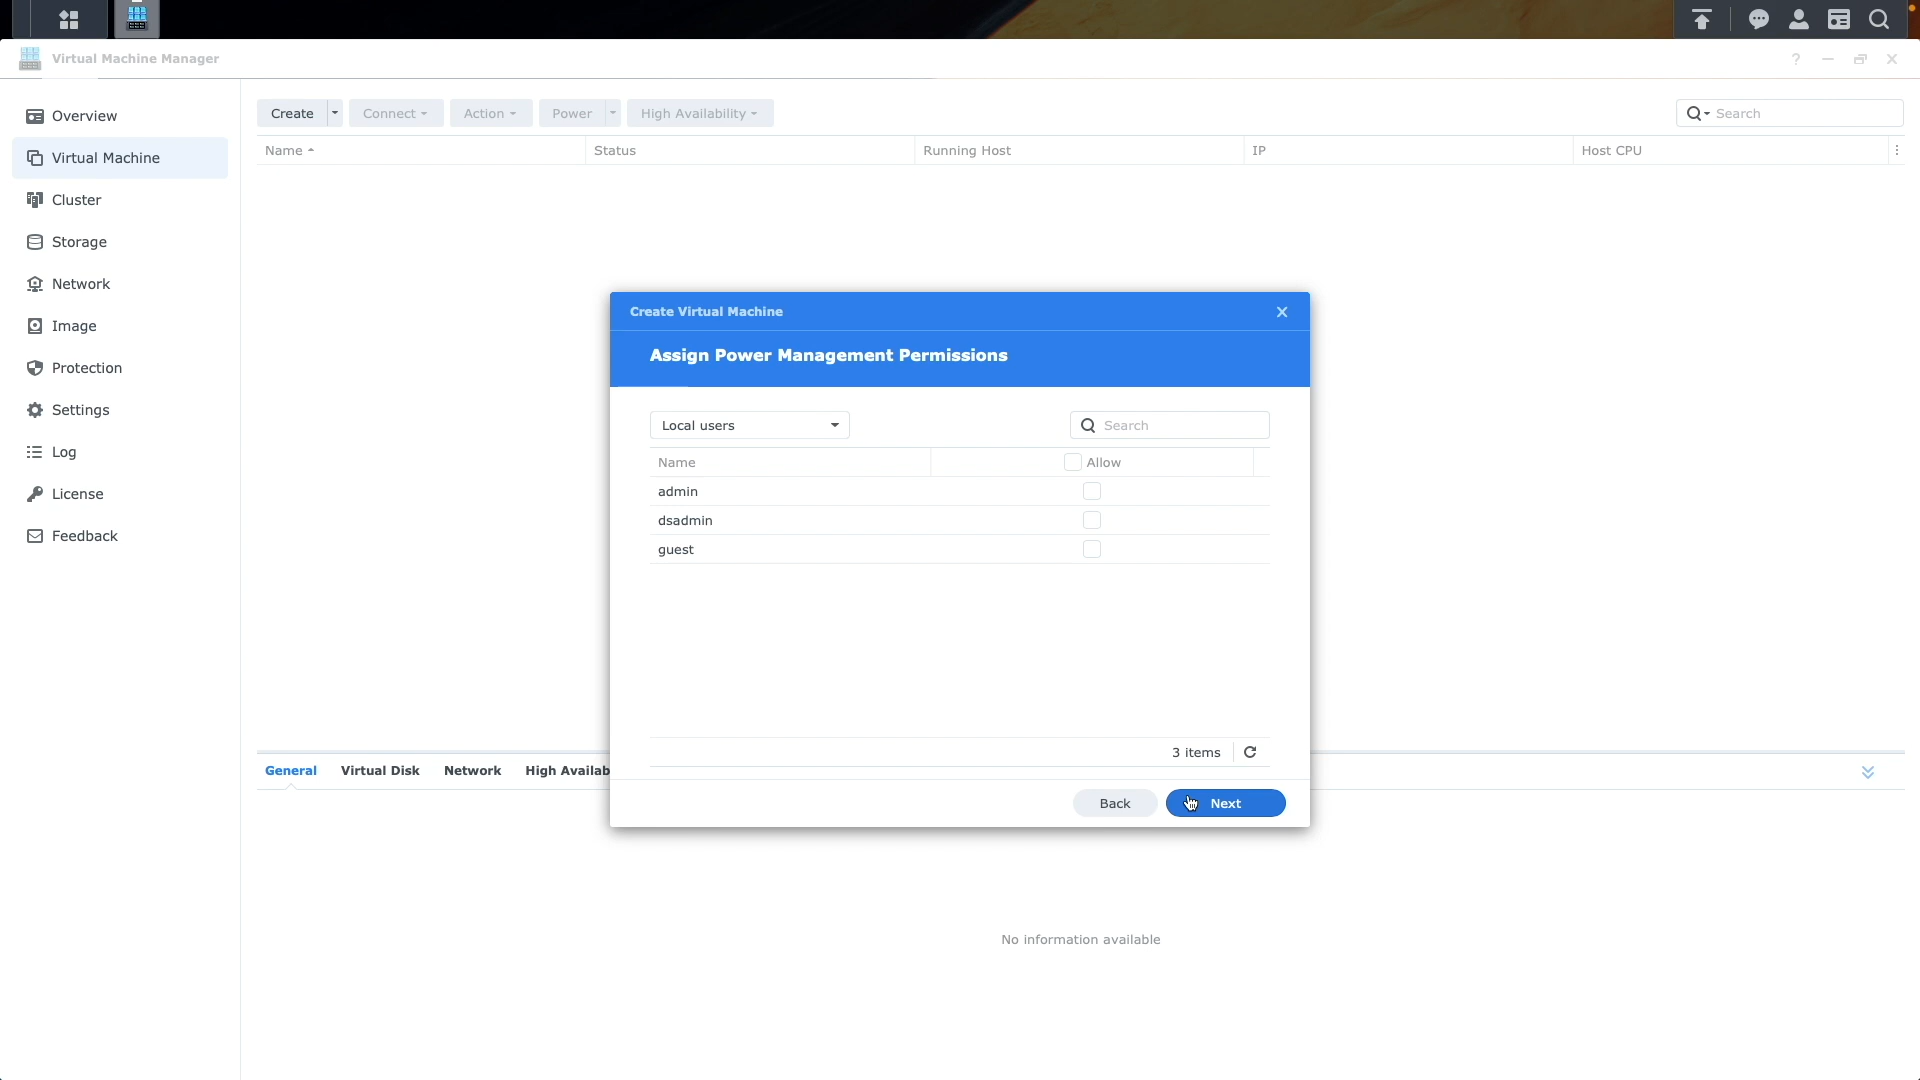 Virtual Machine Manager
?
Overview
Virtual Machine
Cluster
Storage
Network
Image
Protection
Settings
Log
License
Feedback
Create Connect Action Power High Availability Search
Name Status Running Host IP Host CPU
Create Virtual Machine
Assign Power Management Permissions
Local users Search
Name Allow
admin
dsadmin
guest
3 items
Back Next
General Virtual Disk Network High Availab
No information available